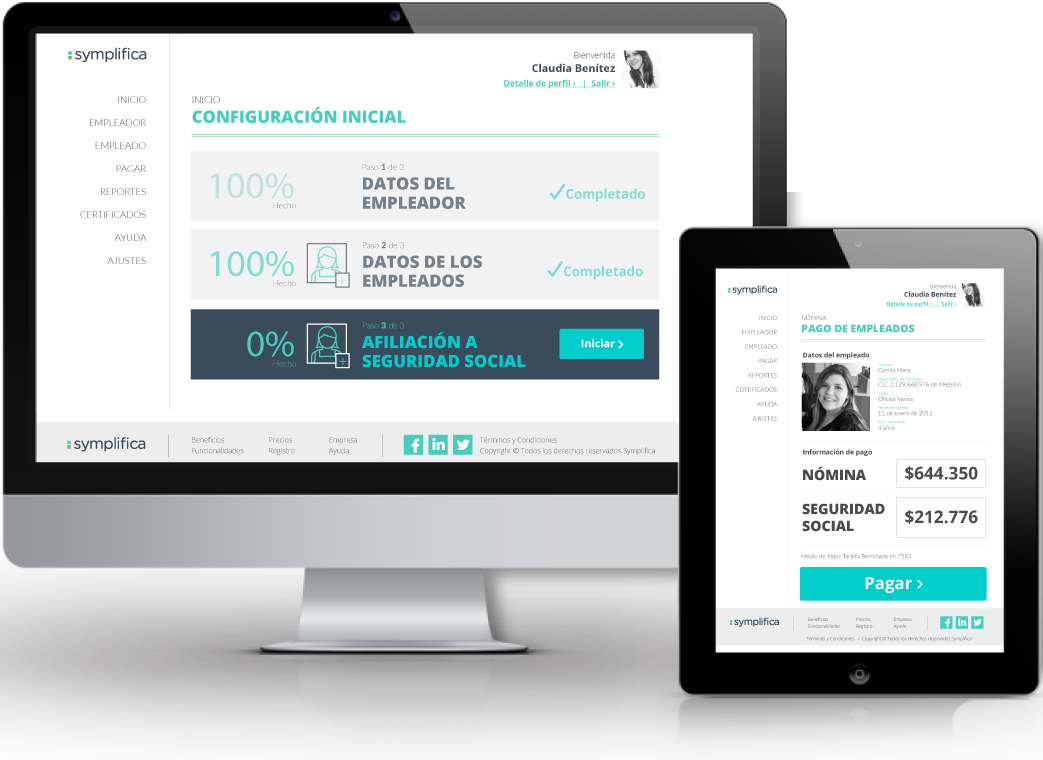 symplifica
Bienvenida
Claudia Benítez
Detalle de perfil › | Salir ›
INICIO
EMPLEADOR
EMPLEADO
PAGAR
REPORTES
CERTIFICADOS
AYUDA
AJUSTES
INICIO
CONFIGURACIÓN INICIAL
100%
Hecho
Paso 1 de 3
DATOS DEL
EMPLEADOR
Completado
100%
Hecho
Paso 2 de 3
DATOS DE LOS
EMPLEADOS
Completado
0%
Hecho
Paso 3 de 3
AFILIACIÓN A
SEGURIDAD SOCIAL
Iniciar ›
symplifica
Beneficios
Funcionalidades
Precios
Registro
Empresa
Ayuda
Términos y Condiciones
Copyright © Todos los derechos reservados Symplifica
symplifica
Bienvenida
Claudia Benítez
Detalle de perfil › | Salir ›
INICIO
EMPLEADOR
EMPLEADO
PAGAR
REPORTES
CERTIFICADOS
AYUDA
AJUSTES
NÓMINA
PAGO DE EMPLEADOS
Datos del empleado
Camila Mesa
C.C. 1.129.868.976 de Medellín
Oficios Varios
11 de enero de 2011
4 años
Información de pago
NÓMINA
$644.350
SEGURIDAD
SOCIAL
$212.776
Medio de Pago: Tarjeta Terminada en 7563
Pagar ›
symplifica
Beneficios
Funcionalidades
Precios
Registro
Empresa
Ayuda
Términos y Condiciones / Copyright © Todos los derechos reservados Symplifica